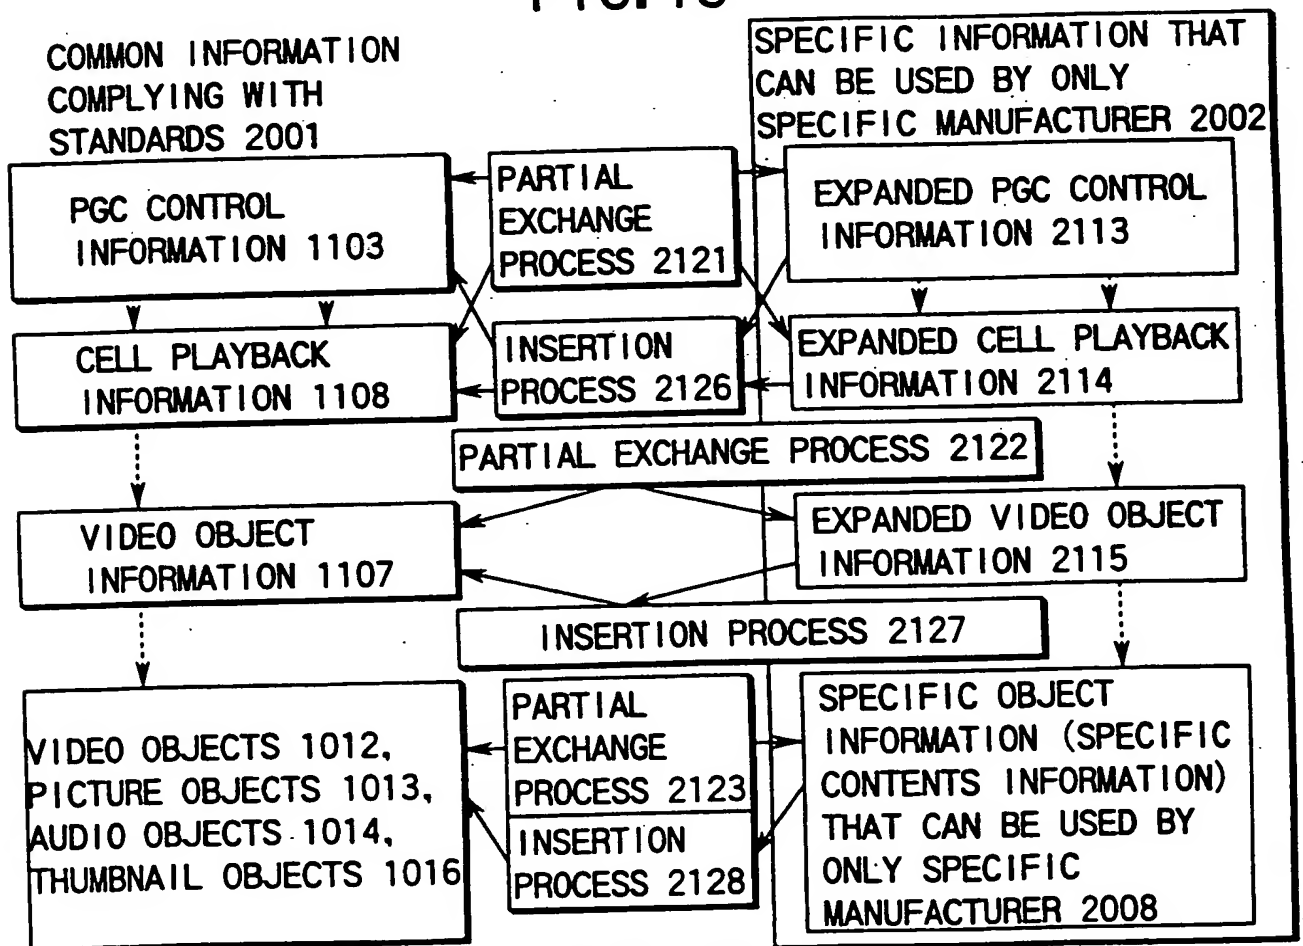 COMMON INFORMATION
COMPLYING WITH
STANDARDS 2001
SPECIFIC INFORMATION THAT
CAN BE USED BY ONLY
SPECIFIC MANUFACTURER 2002
PGC CONTROL
INFORMATION 1103
PARTIAL
EXCHANGE
PROCESS 2121
EXPANDED PGC CONTROL
INFORMATION 2113
CELL PLAYBACK
INFORMATION 1108
INSERTION
PROCESS 2126
EXPANDED CELL PLAYBACK
INFORMATION 2114
PARTIAL EXCHANGE PROCESS 2122
VIDEO OBJECT
INFORMATION 1107
EXPANDED VIDEO OBJECT
INFORMATION 2115
INSERTION PROCESS 2127
VIDEO OBJECTS 1012,
PICTURE OBJECTS 1013,
AUDIO OBJECTS 1014,
THUMBNAIL OBJECTS 1016
PARTIAL
EXCHANGE
PROCESS 2123
INSERTION
PROCESS 2128
SPECIFIC OBJECT
INFORMATION (SPECIFIC
CONTENTS INFORMATION)
THAT CAN BE USED BY
ONLY SPECIFIC
MANUFACTURER 2008